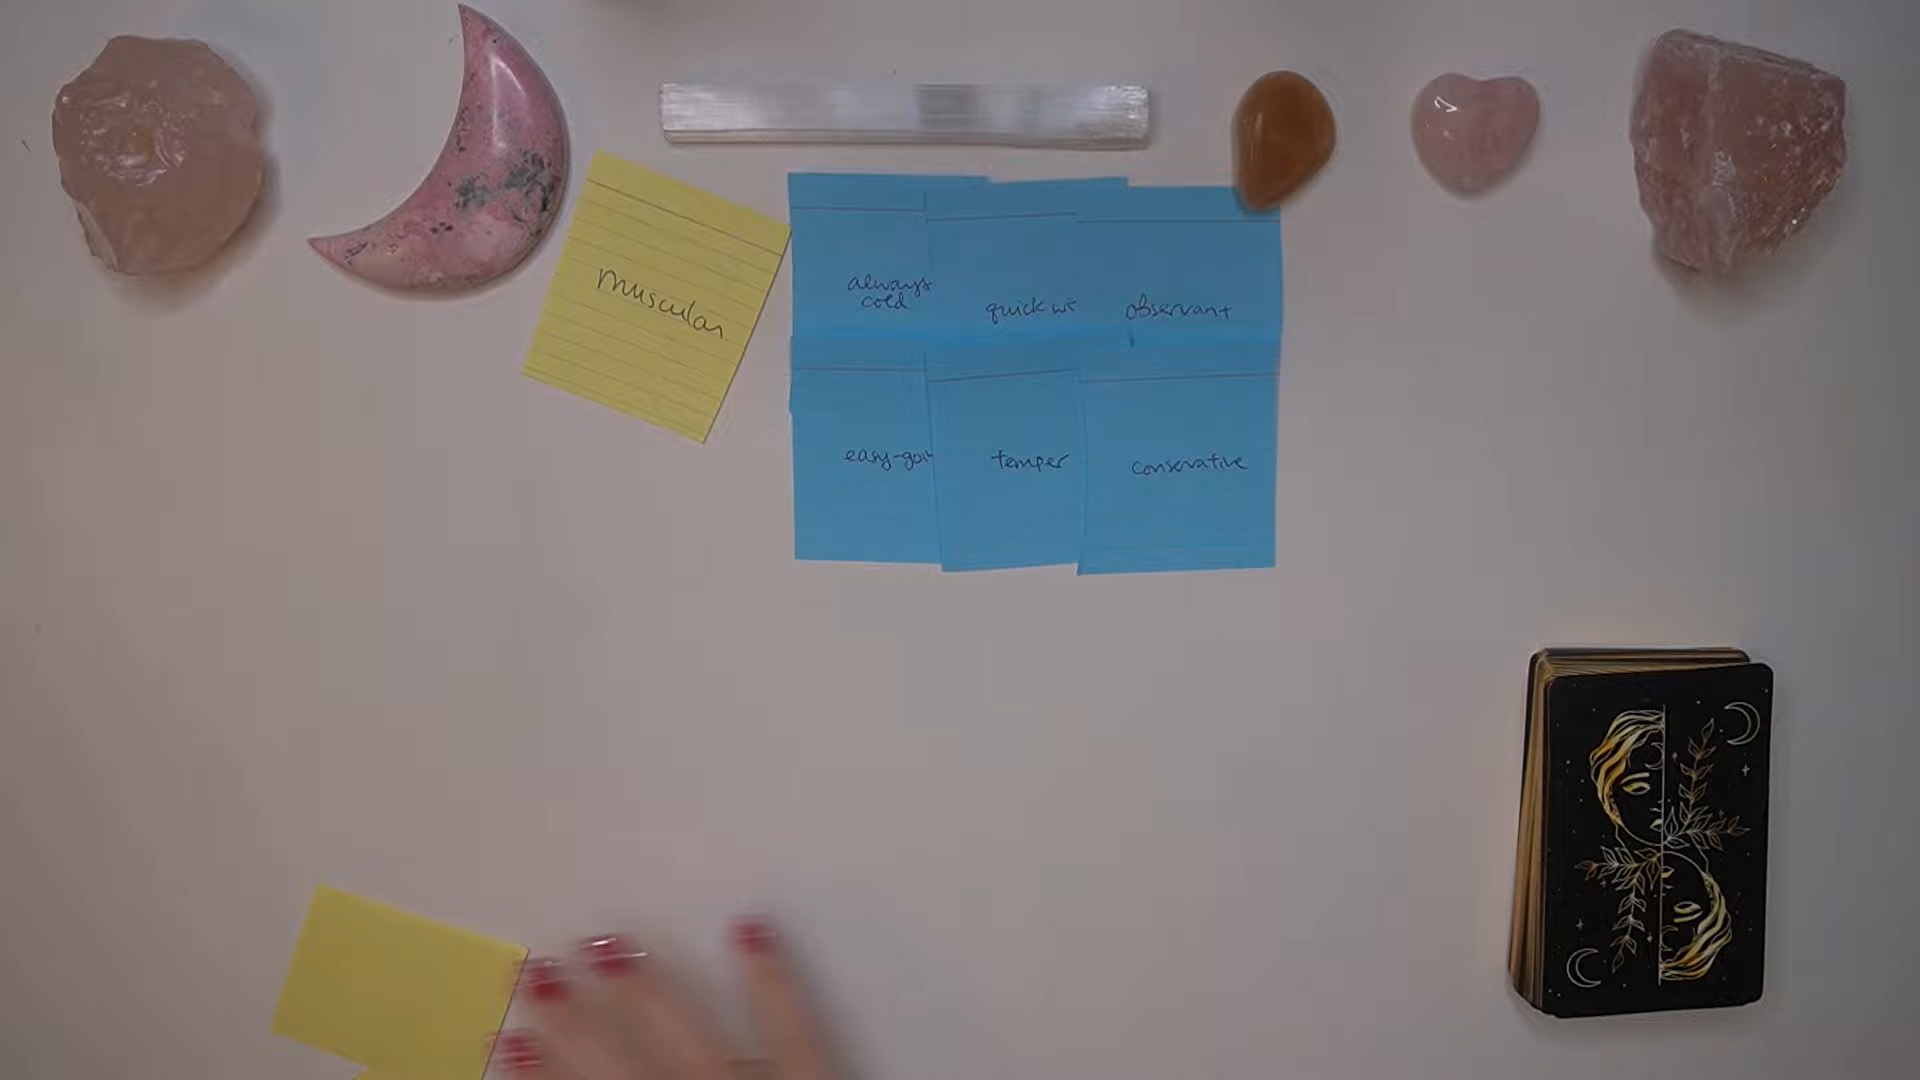 muscular
always
cold
quick wi
observant
easy-goi
temper
conservative